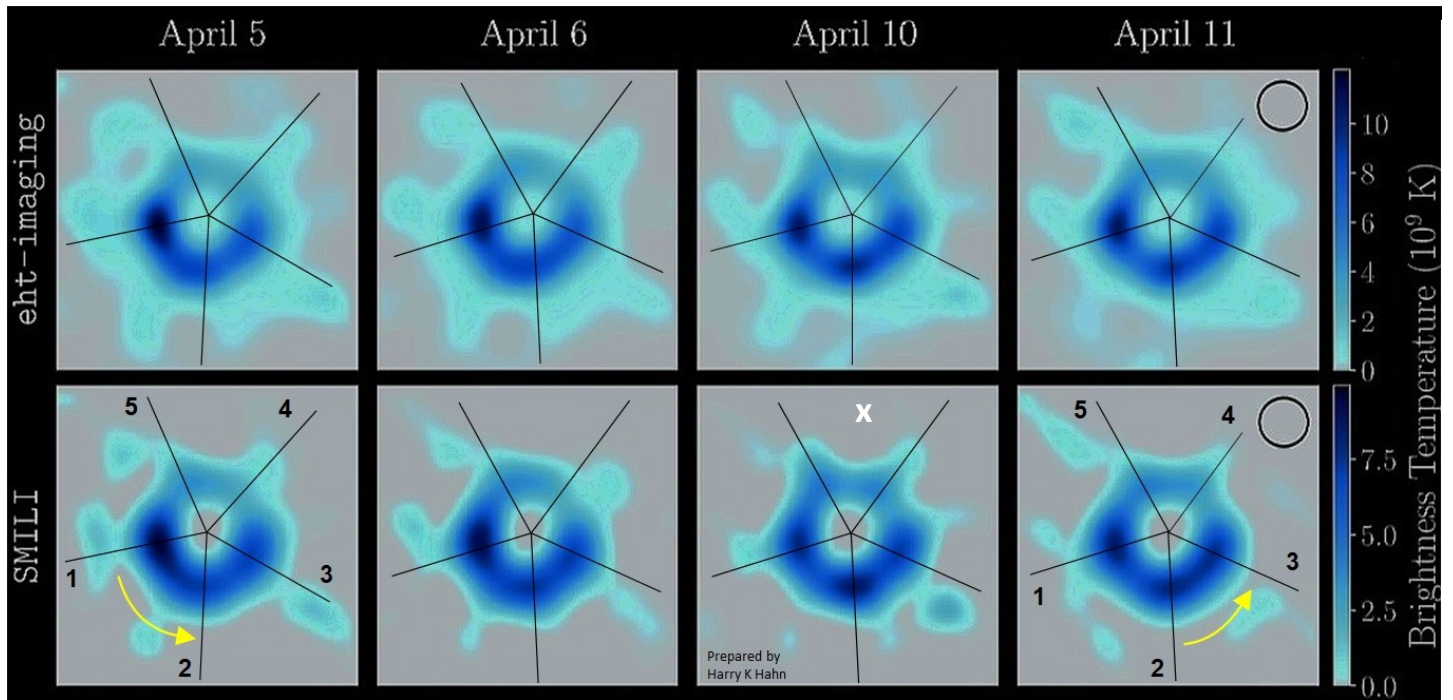 April 5 April 6 April 10 April 11
eht-imaging
10
8
6
4
2
0
Brightness Temperature (10⁹ K)
SMILI
5 4 X 5 4
1 3 1 3
2 2
Prepared by
Harry K Hahn
7.5
5.0
2.5
0.0